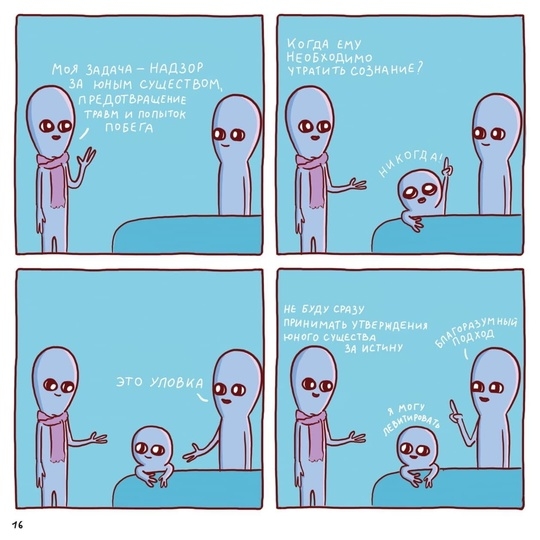 Моя задача – надзор
за юным существом,
предотвращение
травм и попыток
побега
Когда ему
необходимо
утратить сознание?
Никогда!
Это уловка
Не буду сразу
принимать утверждения
юного существа
за истину
Благоразумный
подход
Я могу
левитировать
16